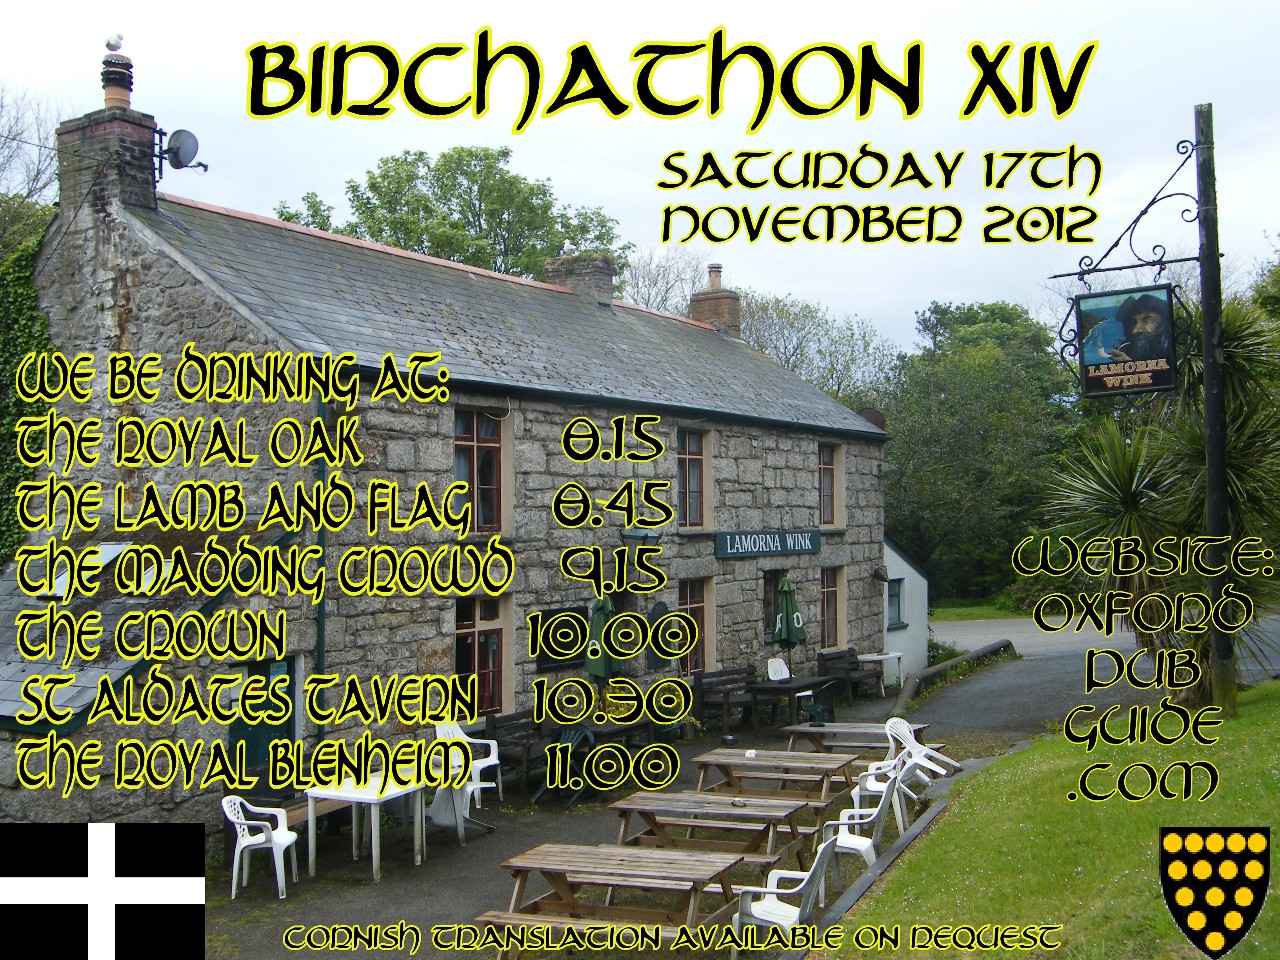 BIRCHATHON XIV
SATURDAY 17TH
NOVEMBER 2012
LAMORNA
WINK
WE BE DRINKING AT:
THE ROYAL OAK 8.15
THE LAMB AND FLAG 8.45
THE MADDING CROWD 9.15
THE CROWN 10.00
ST ALDATES TAVERN 10.30
THE ROYAL BLENHEIM 11.00
LAMORNA WINK
WEBSITE:
OXFORD
PUB
GUIDE
.COM
CORNISH TRANSLATION AVAILABLE ON REQUEST